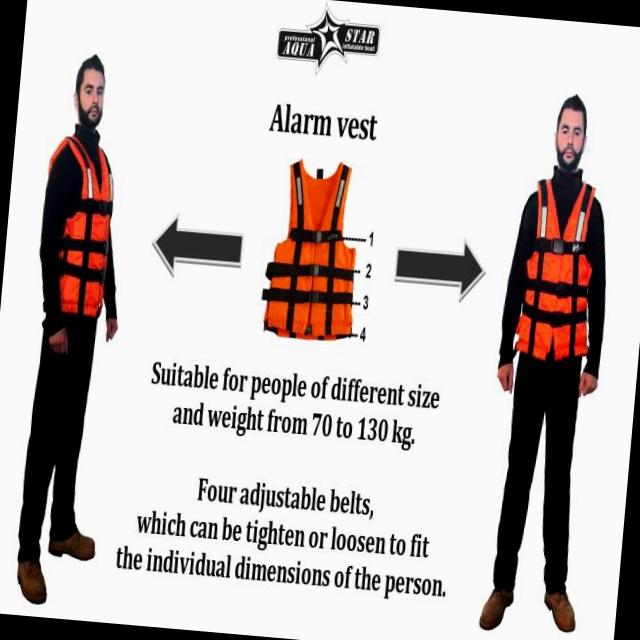 professional
AQUA STAR
inflatable boat
Alarm vest
1
2
3
4
Suitable for people of different size
and weight from 70 to 130 kg.
Four adjustable belts,
which can be tighten or loosen to fit
the individual dimensions of the person.